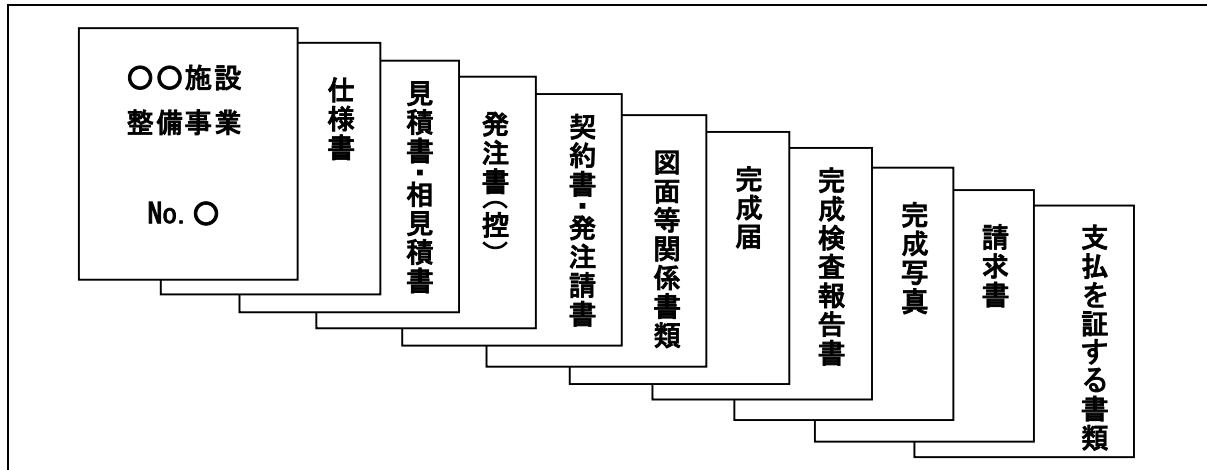 〇〇施設
整備事業
No. 〇
仕様書
見積書・相見積書
発注書(控)
契約書・発注請書
図面等関係書類
完成届
完成検査報告書
完成写真
請求書
支払を証する書類